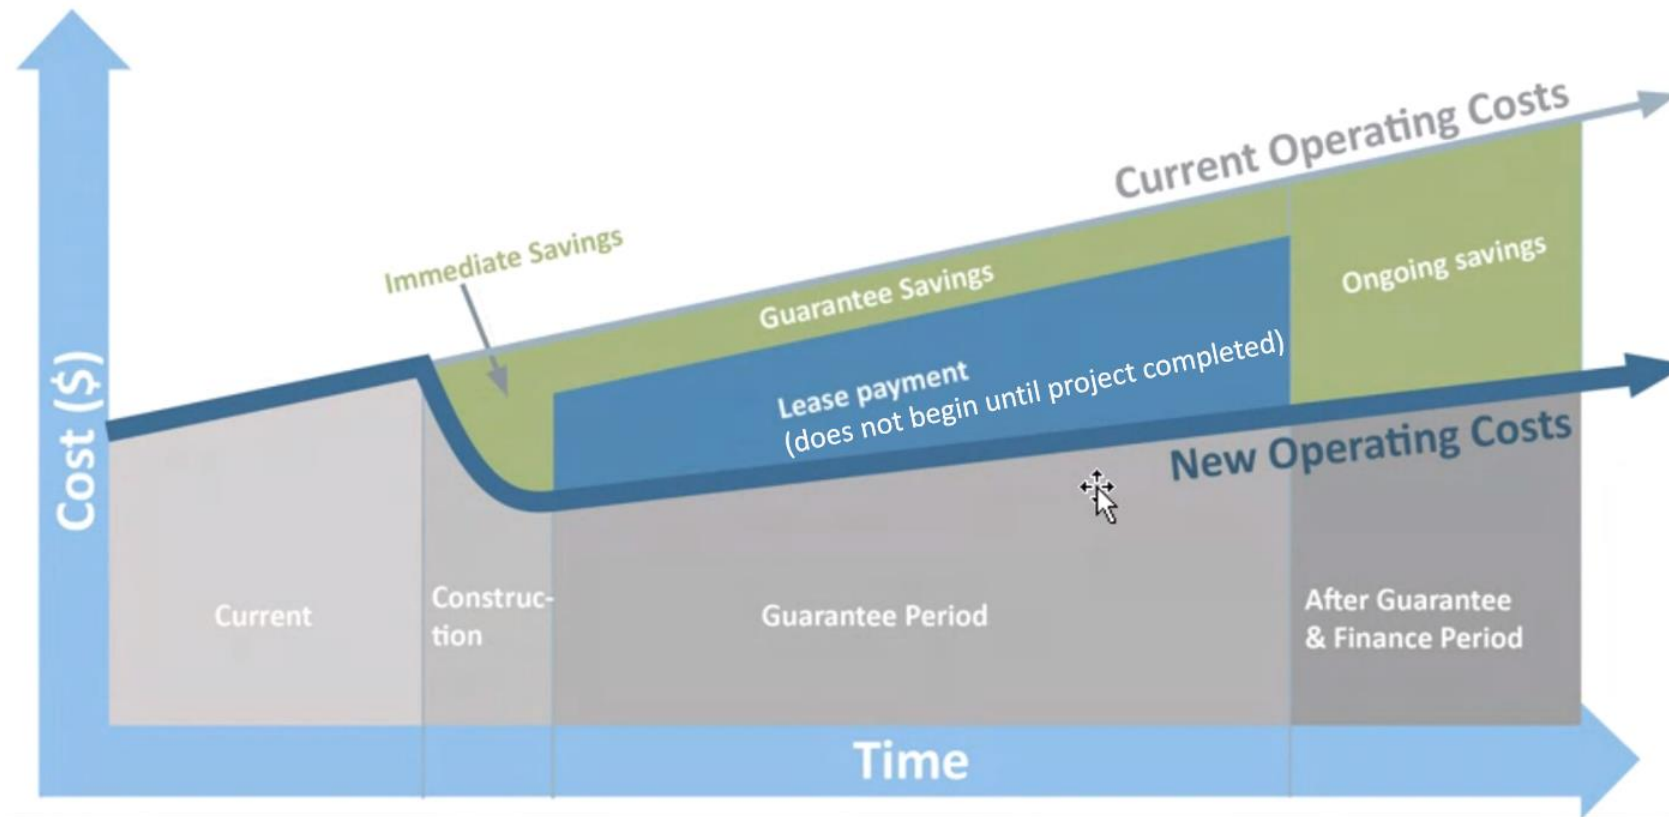 Current Operating Costs
Immediate Savings
Guarantee Savings
Ongoing savings
Lease payment
(does not begin until project completed)
New Operating Costs
Cost ($)
Current
Construc-
tion
Guarantee Period
After Guarantee
& Finance Period
Time